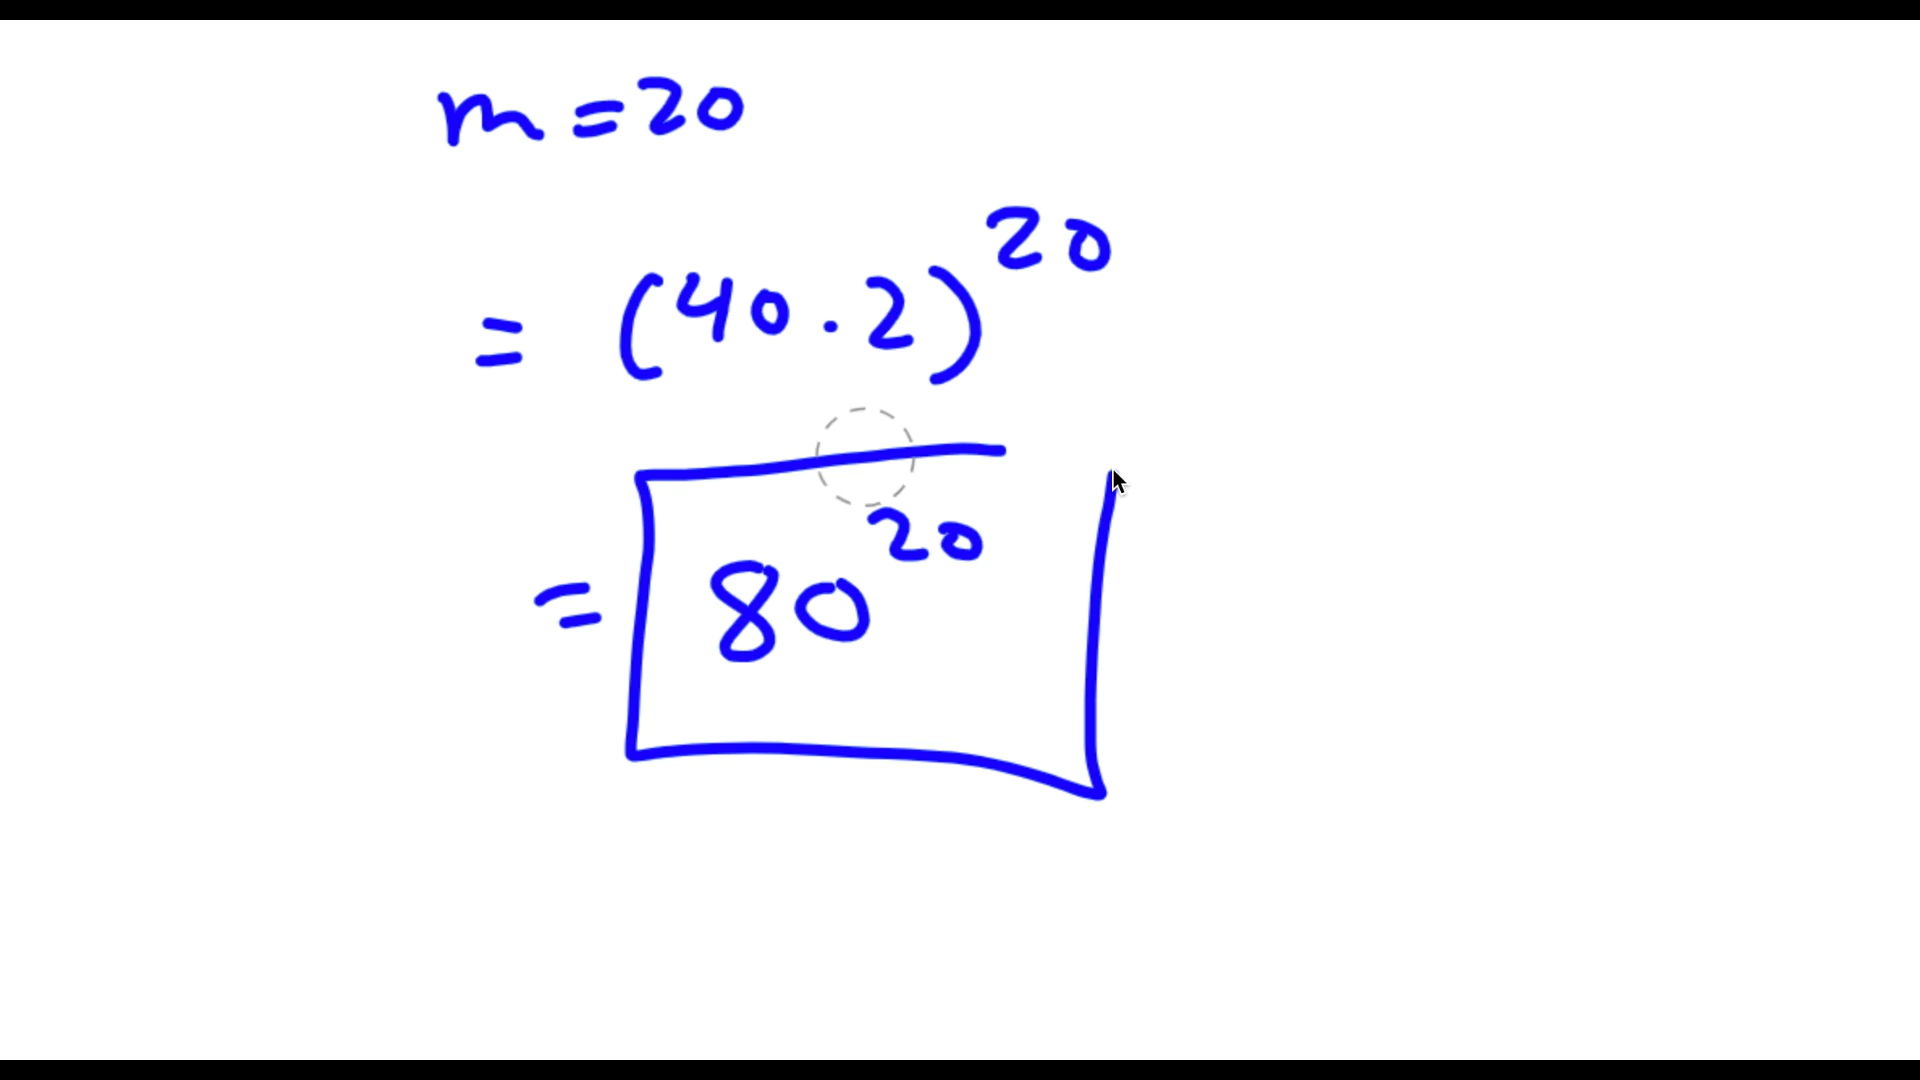 m = 20
= (40 . 2)^20
= 80^20